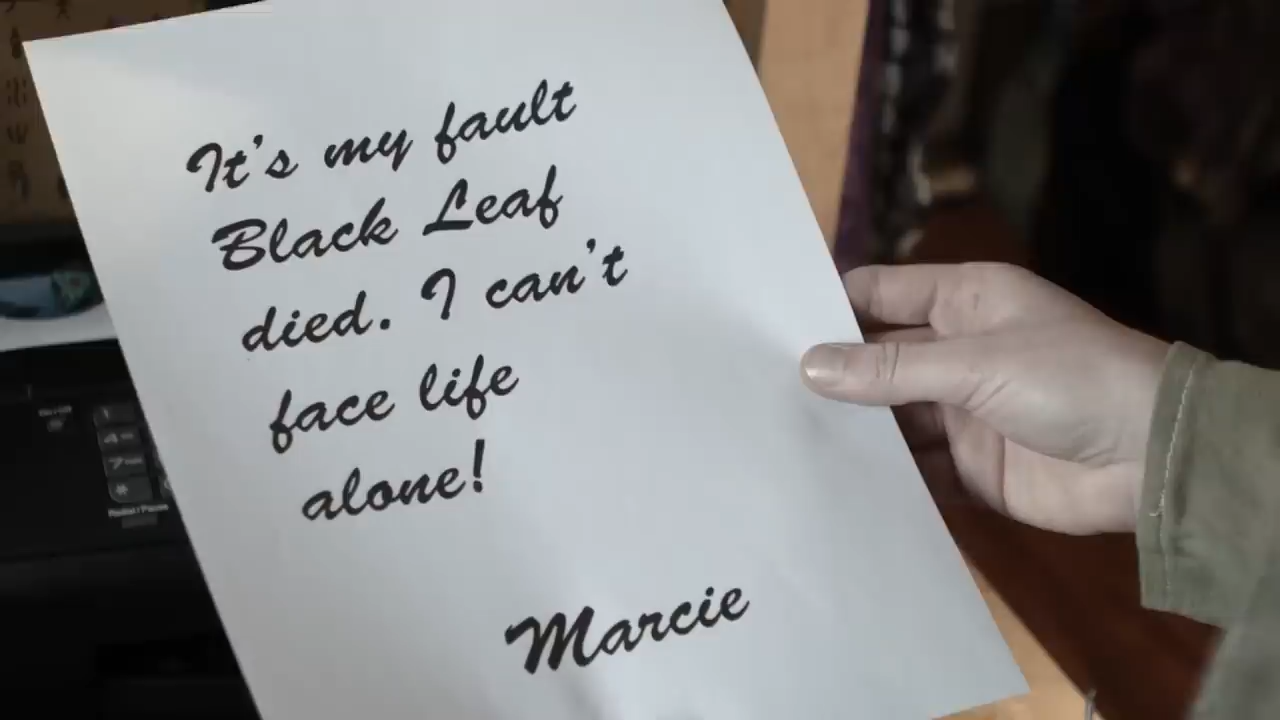 It's my fault
Black Leaf
died. I can't
face life
alone!
Marcie